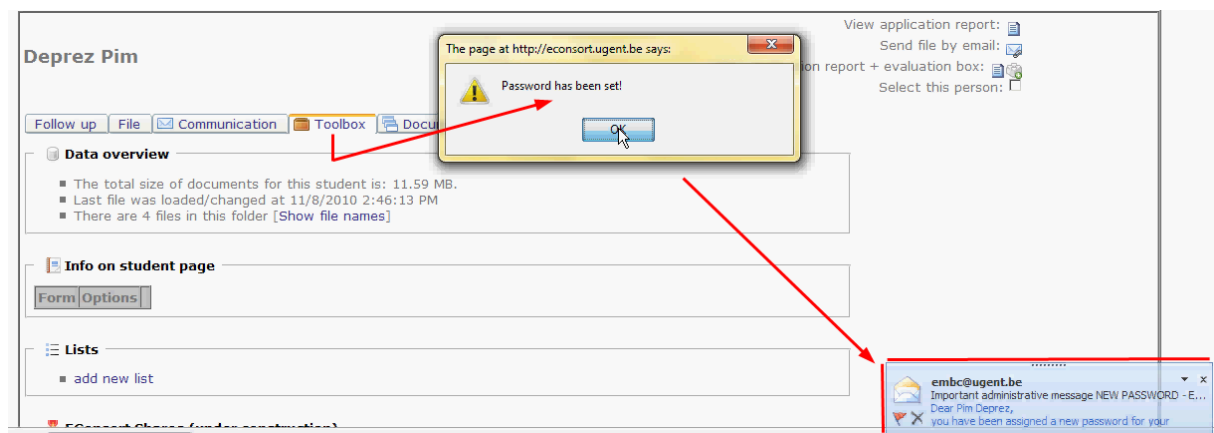 View application report:
Send file by email:
Deprez Pim
The page at http://econsort.ugent.be says:
ion report + evaluation box:
Password has been set!
Select this person:
OK
Follow up File Communication Toolbox Docu
Data overview
The total size of documents for this student is: 11.59 MB.
Last file was loaded/changed at 11/8/2010 2:46:13 PM
There are 4 files in this folder [Show file names]
Info on student page
Form Options
Lists
add new list
embc@ugent.be
Important administrative message NEW PASSWORD - E...
Dear Pim Deprez,
you have been assigned a new password for your
EConsort Shares (under construction)